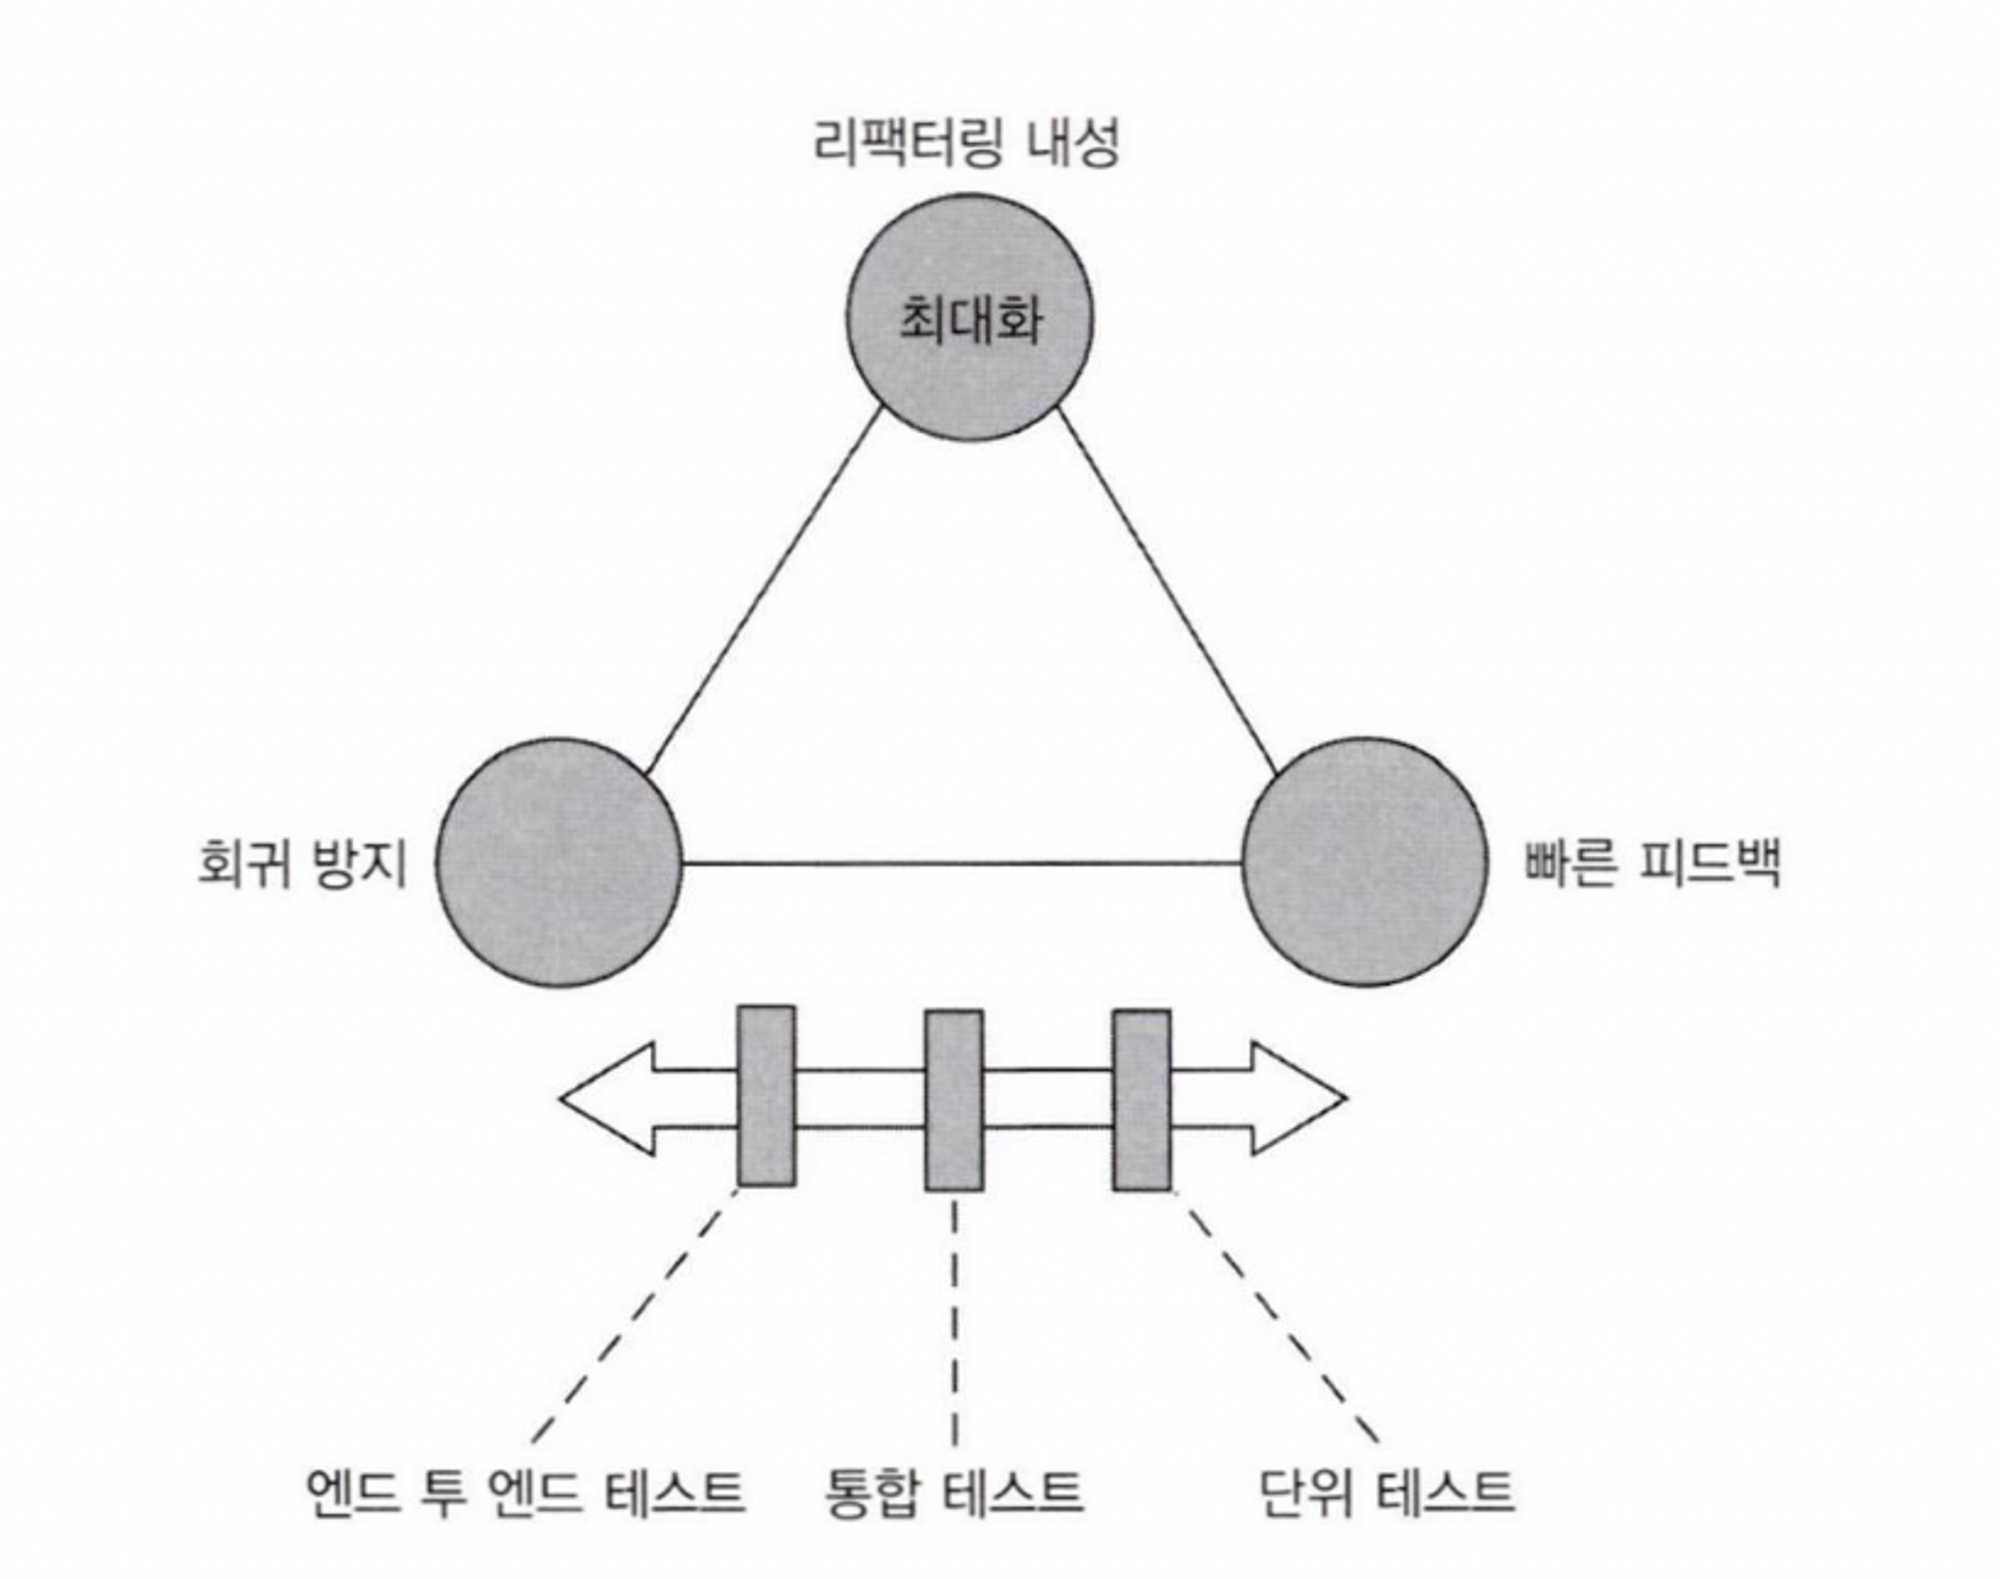 리팩터링 내성
최대화
회귀 방지
빠른 피드백
엔드 투 엔드 테스트
통합 테스트
단위 테스트